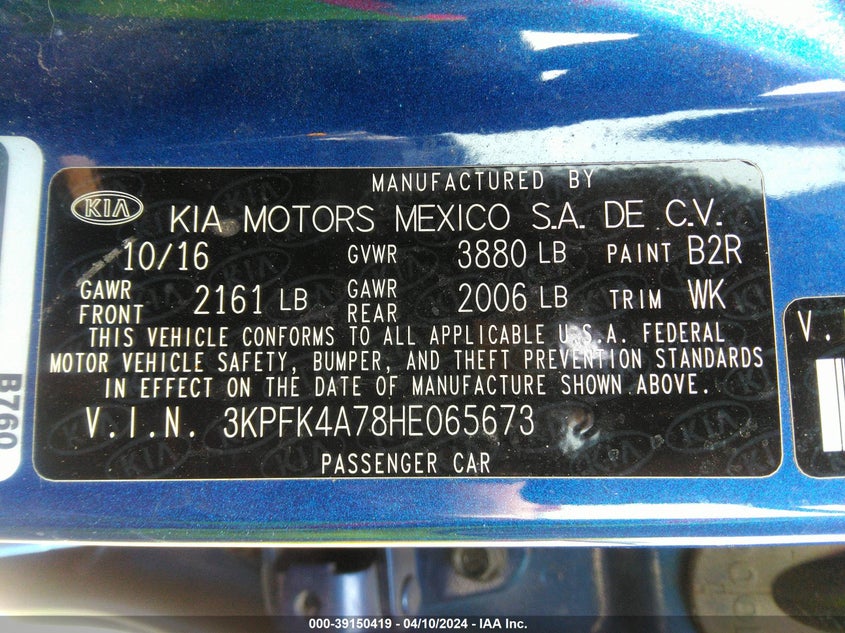 MANUFACTURED BY
KIA KIA MOTORS MEXICO S.A. DE C.V.
10/16 GVWR 3880 LB PAINT B2R
GAWR FRONT 2161 LB GAWR REAR 2006 LB TRIM WK
THIS VEHICLE CONFORMS TO ALL APPLICABLE U.S.A. FEDERAL
MOTOR VEHICLE SAFETY, BUMPER, AND THEFT PREVENTION STANDARDS
IN EFFECT ON THE DATE OF MANUFACTURE SHOWN ABOVE.
V.I.N. 3KPFK4A78HE065673
PASSENGER CAR
B760
V.
000-39150419 - 04/10/2024 - IAA Inc.